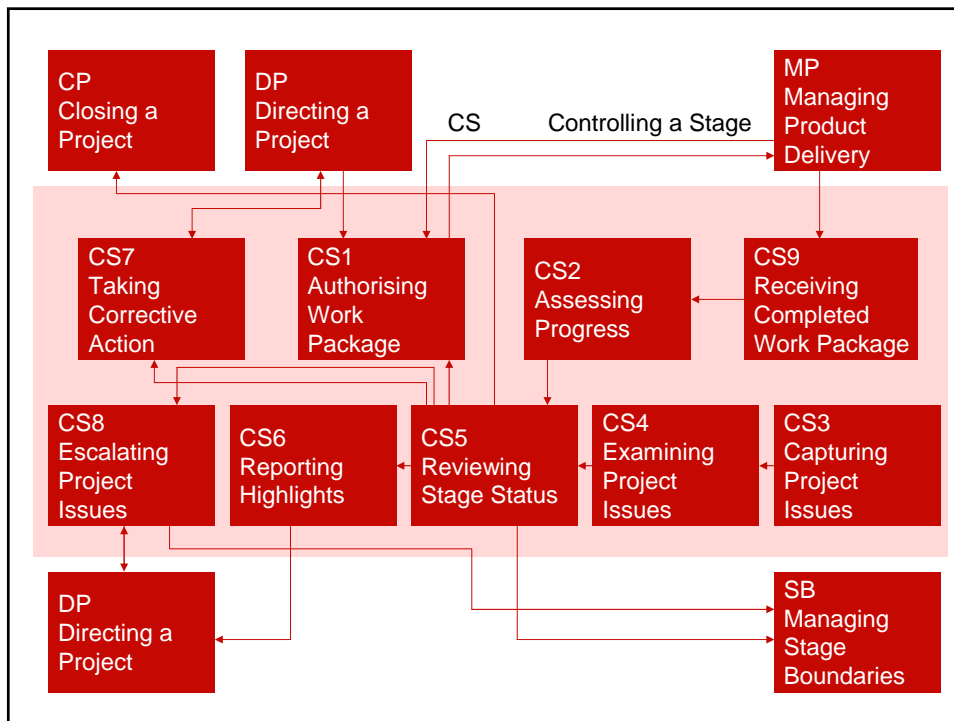 CP
Closing a
Project
DP
Directing a
Project
MP
Managing
Product
Delivery
CS Controlling a Stage
CS7
Taking
Corrective
Action
CS1
Authorising
Work
Package
CS2
Assessing
Progress
CS9
Receiving
Completed
Work Package
CS8
Escalating
Project
Issues
CS6
Reporting
Highlights
CS5
Reviewing
Stage Status
CS4
Examining
Project
Issues
CS3
Capturing
Project
Issues
DP
Directing a
Project
SB
Managing
Stage
Boundaries